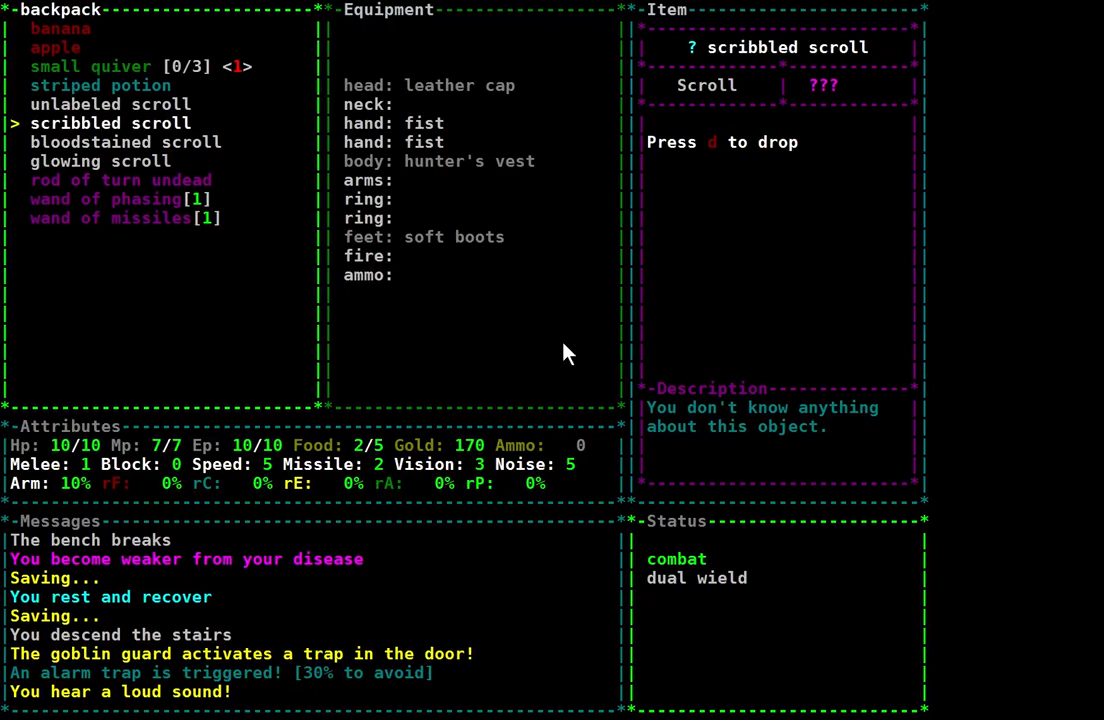 backpack
banana
apple
small quiver [0/3] <1>
striped potion
unlabeled scroll
> scribbled scroll
bloodstained scroll
glowing scroll
rod of turn undead
wand of phasing[1]
wand of missiles[1]
Equipment
head: leather cap
neck:
hand: fist
hand: fist
body: hunter's vest
arms:
ring:
ring:
feet: soft boots
fire:
ammo:
Item
? scribbled scroll
Scroll | ???
Press d to drop
Description
You don't know anything
about this object.
Attributes
Hp: 10/10 Mp: 7/7 Ep: 10/10 Food: 2/5 Gold: 170 Ammo: 0
Melee: 1 Block: 0 Speed: 5 Missile: 2 Vision: 3 Noise: 5
Arm: 10% rF: 0% rC: 0% rE: 0% rA: 0% rP: 0%
Messages
The bench breaks
You become weaker from your disease
Saving...
You rest and recover
Saving...
You descend the stairs
The goblin guard activates a trap in the door!
An alarm trap is triggered! [30% to avoid]
You hear a loud sound!
Status
combat
dual wield